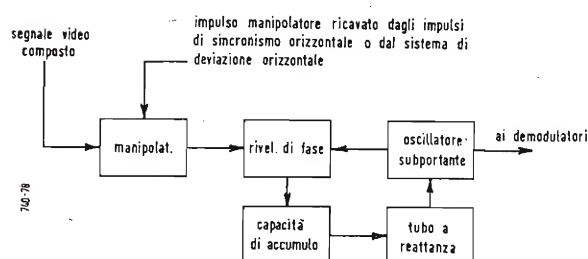 segnale video
composto
impulso manipolatore ricavato dagli impulsi
di sincronismo orizzontale o dal sistema di
deviazione orizzontale
manipolat.
rivel. di fase
oscillatore
subportante
ai demodulatori
capacità
di accumulo
tubo a
reattanza
740-78